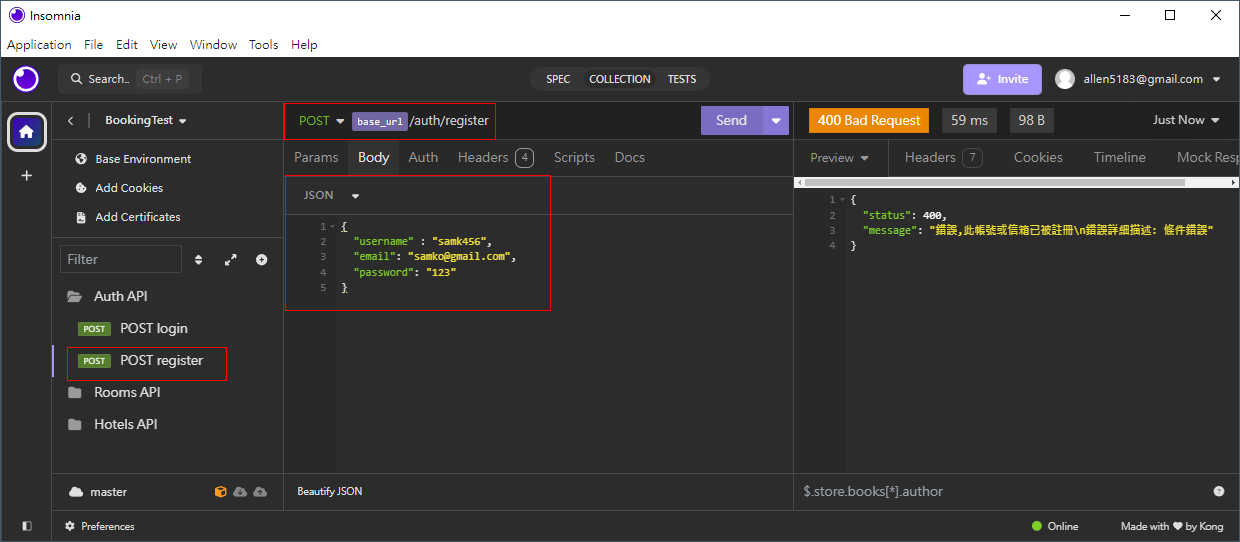 Insomnia
Application File Edit View Window Tools Help
Search.. Ctrl + P
SPEC COLLECTION TESTS
Invite
allen5183@gmail.com
BookingTest
Base Environment
Add Cookies
Add Certificates
Filter
Auth API
POST POST login
POST POST register
Rooms API
Hotels API
master
Preferences
POST base_url/auth/register
Send
Params Body Auth Headers 4 Scripts Docs
JSON
1 {
2 "username" : "samk456",
3 "email": "samko@gmail.com",
4 "password": "123"
5 }
Beautify JSON
400 Bad Request 59 ms 98 B Just Now
Preview Headers 7 Cookies Timeline Mock Resp
1 {
2 "status": 400,
3 "message": "錯誤,此帳號或信箱已被註冊\n錯誤詳細描述: 條件錯誤"
4 }
$.store.books[*].author
Online
Made with ❤ by Kong